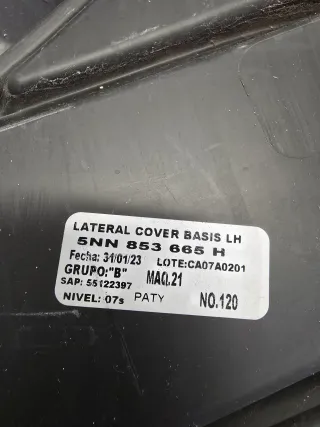 LATERAL COVER BASIS LH
5NN 853 665 H
Fecha: 31/01/23 LOTE:CA07A0201
GRUPO:"B" MAQ.21
SAP: 55122397
NIVEL: 07s PATY NO.120